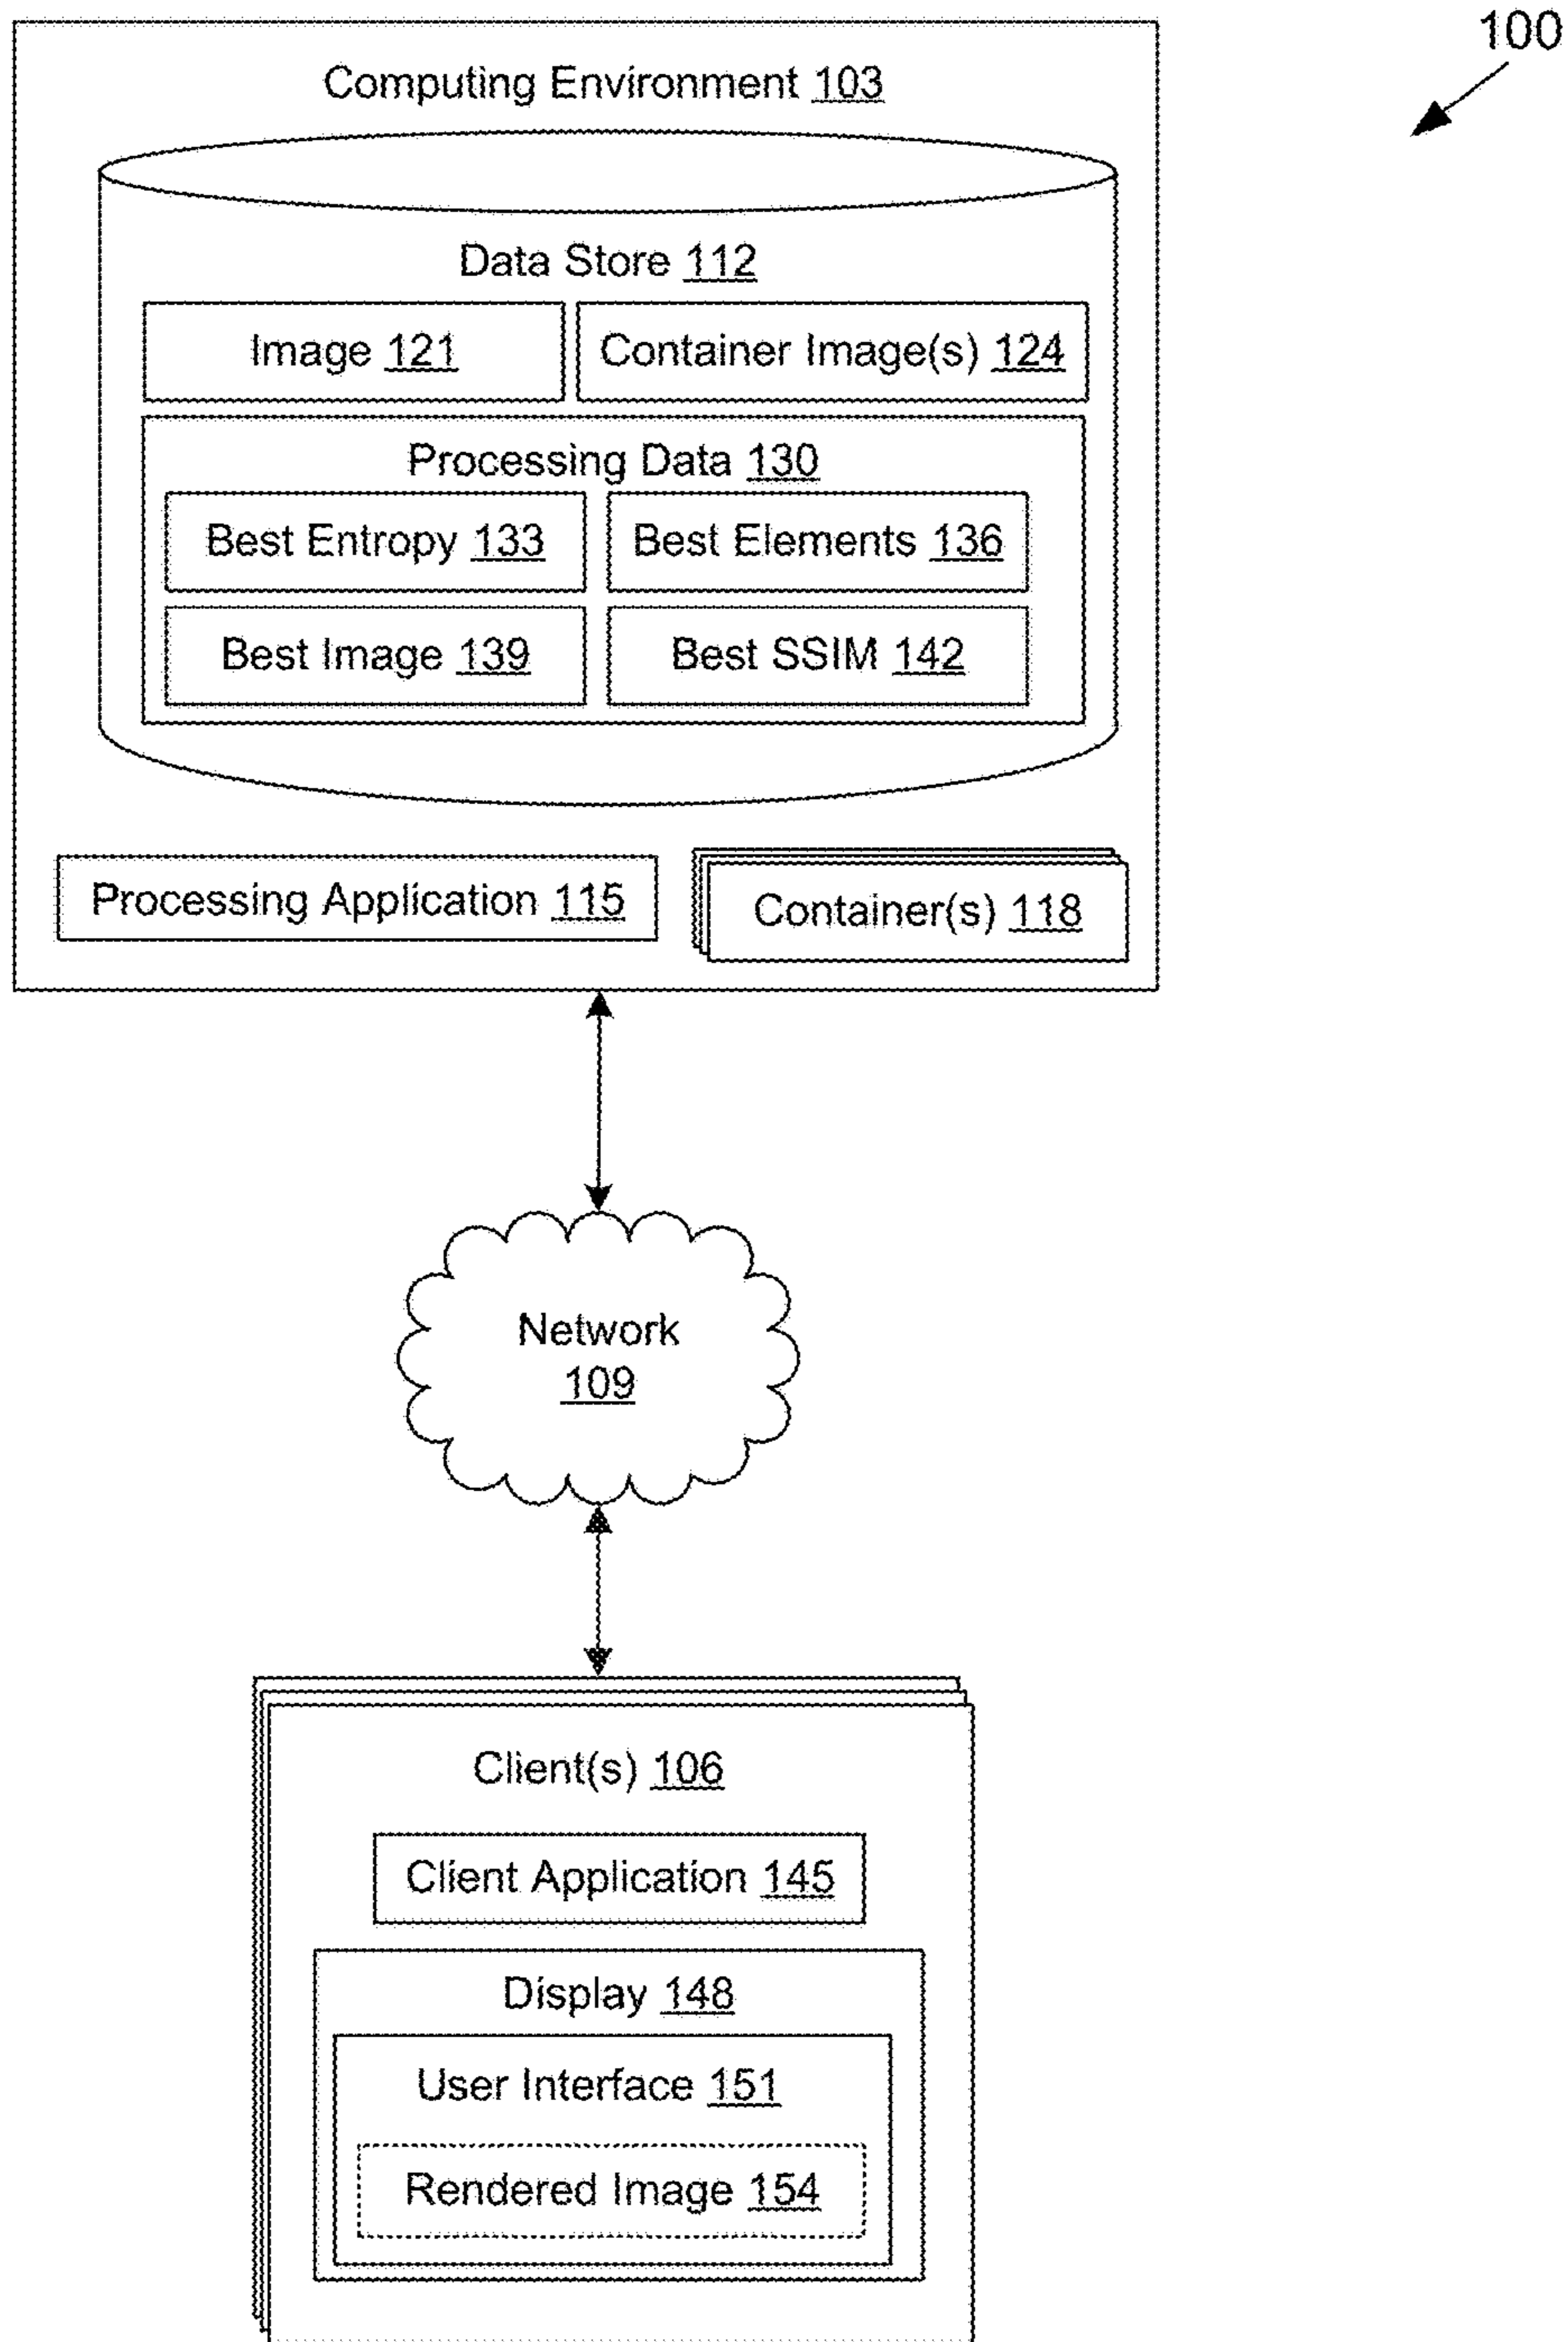 100
Computing Environment 103
Data Store 112
Image 121
Container Image(s) 124
Processing Data 130
Best Entropy 133
Best Elements 136
Best Image 139
Best SSIM 142
Processing Application 115
Container(s) 118
Network
109
Client(s) 106
Client Application 145
Display 148
User Interface 151
Rendered Image 154